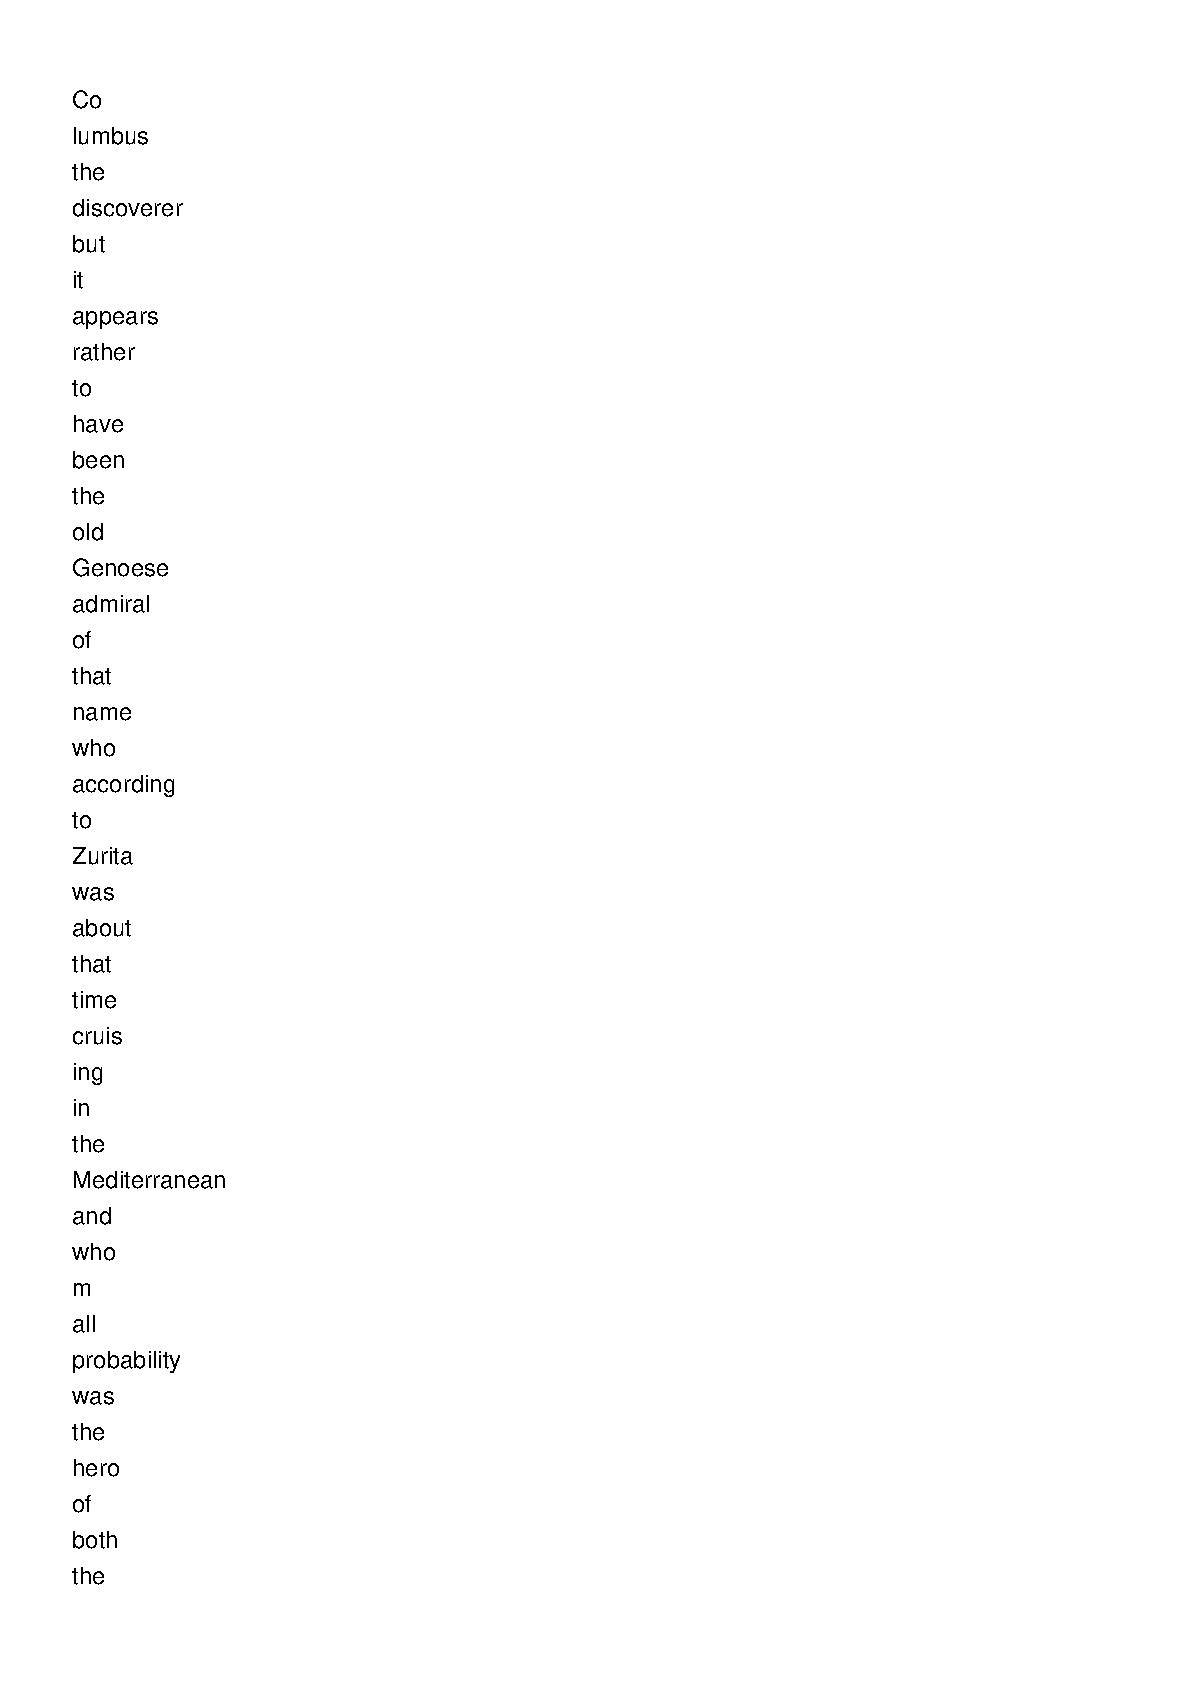 Co
lumbus
the
discoverer
but
it
appears
rather
to
have
been
the
old
Genoese
admiral
of
that
name
who
according
to
Zurita
was
about
that
time
cruis
ing
in
the
Mediterranean
and
who
m
all
probability
was
the
hero
of
both
the